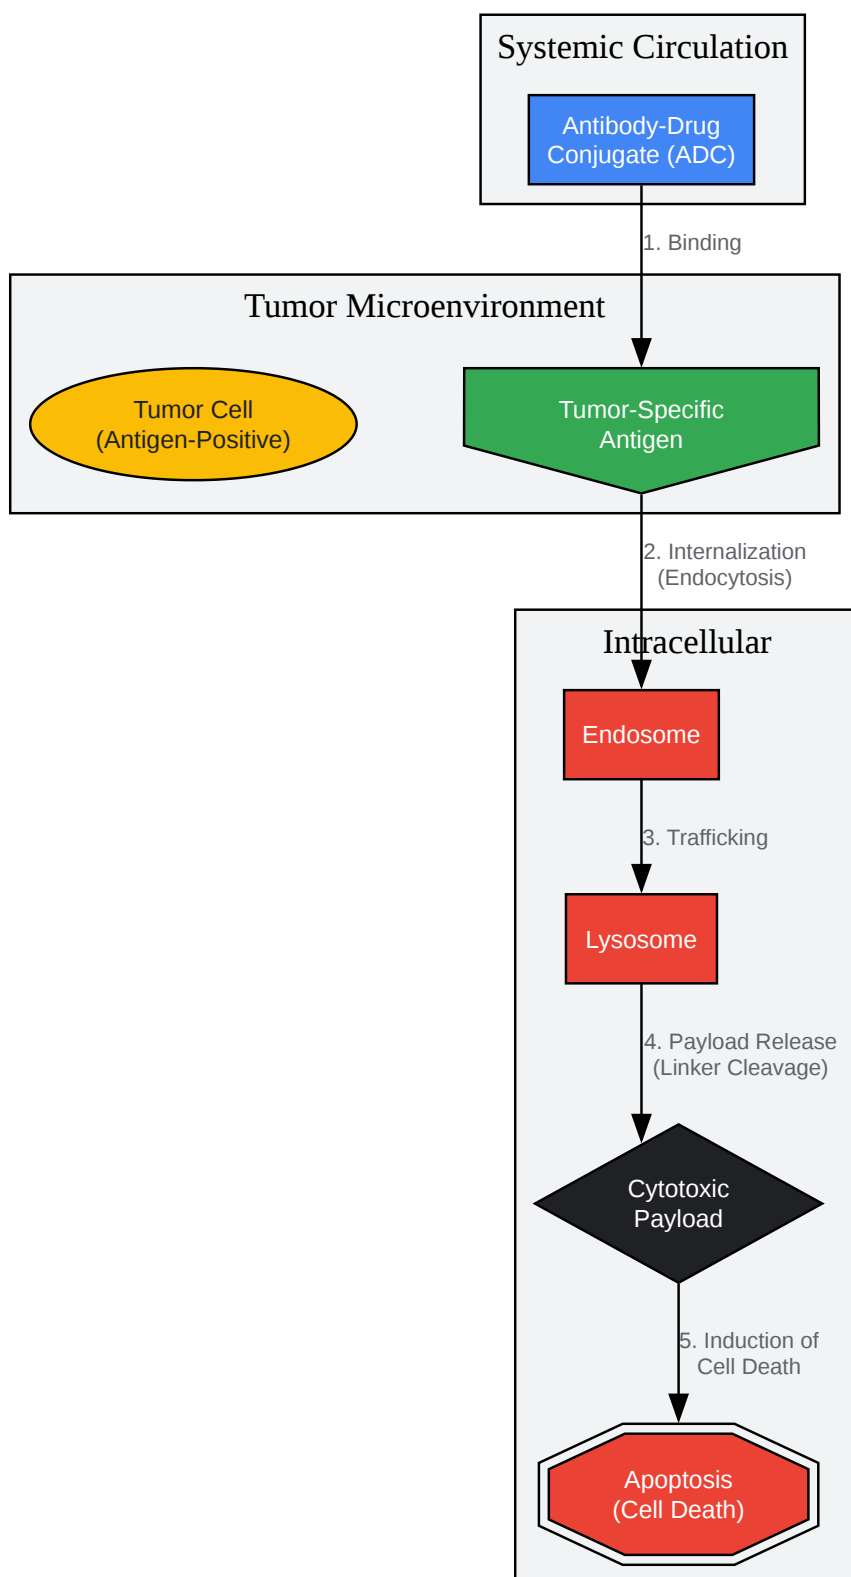 Systemic Circulation
Antibody-Drug
Conjugate (ADC)
1. Binding
Tumor Microenvironment
Tumor Cell
(Antigen-Positive)
Tumor-Specific
Antigen
2. Internalization
(Endocytosis)
Intracellular
Endosome
3. Trafficking
Lysosome
4. Payload Release
(Linker Cleavage)
Cytotoxic
Payload
5. Induction of
Cell Death
Apoptosis
(Cell Death)